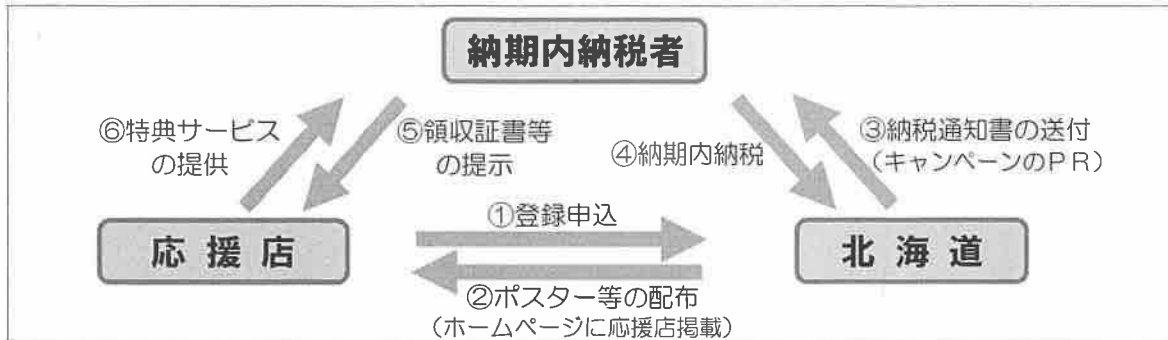 納期内納税者
⑥特典サービス
の提供
⑤領収証書等
の提示
④納期内納税
③納税通知書の送付
(キャンペーンのPR)
①登録申込
応援店
北海道
②ポスター等の配布
(ホームページに応援店掲載)